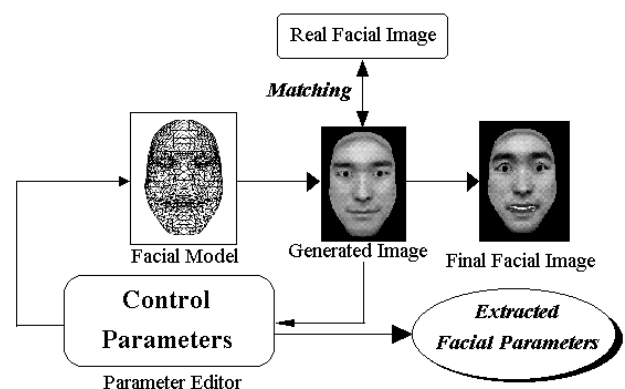 Real Facial Image
Matching
Facial Model
Generated Image
Final Facial Image
Control
Parameters
Extracted
Facial Parameters
Parameter Editor